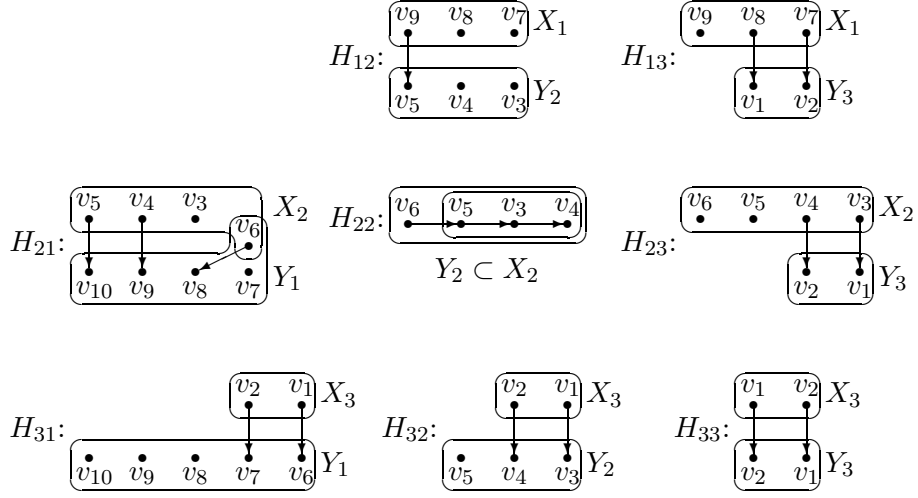 v₉ v₈ v₇ X₁ v₉ v₈ v₇ X₁
H₁₂: H₁₃:
v₅ v₄ v₃ Y₂ v₁ v₂ Y₃
v₅ v₄ v₃ X₂ v₆ v₅ v₃ v₄ v₆ v₅ v₄ v₃ X₂
v₆
H₂₁: H₂₂: H₂₃:
v₁₀ v₉ v₈ v₇ Y₁ Y₂ ⊂ X₂ v₂ v₁ Y₃
v₂ v₁ X₃ v₂ v₁ X₃ v₁ v₂ X₃
H₃₁: H₃₂: H₃₃:
v₁₀ v₉ v₈ v₇ v₆ Y₁ v₅ v₄ v₃ Y₂ v₂ v₁ Y₃